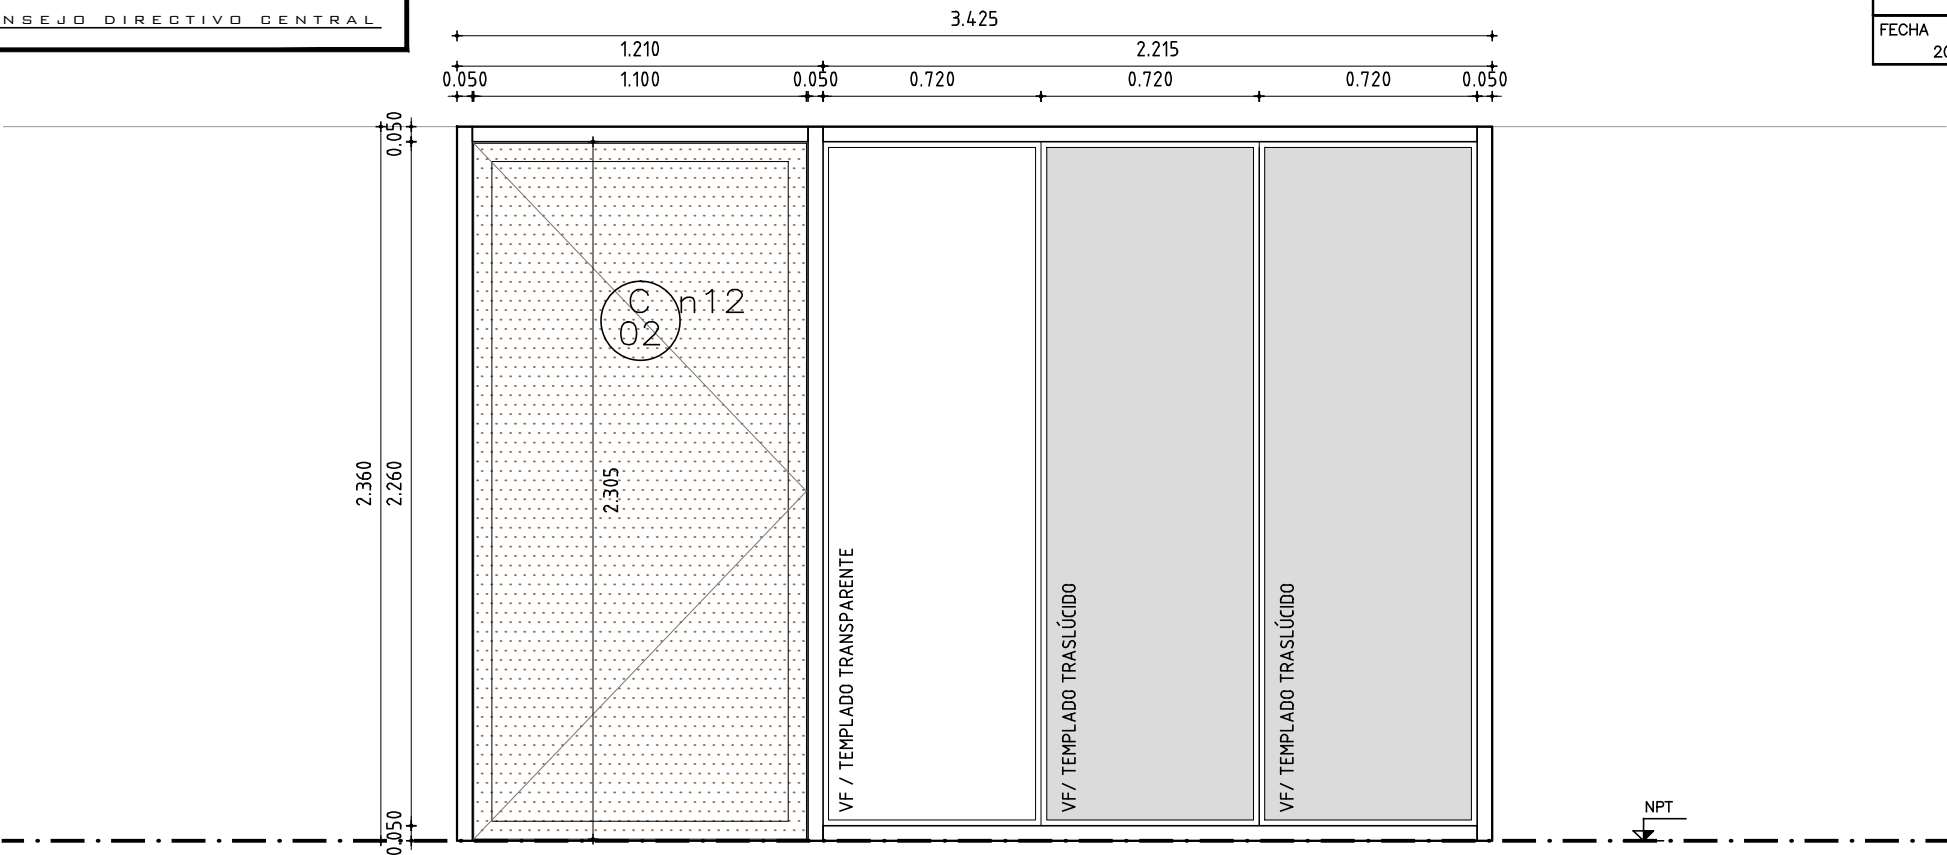 NSEJO DIRECTIVO CENTRAL
FECHA
3.425
1.210 2.215
0.050 1.100 0.050 0.720 0.720 0.720 0.050
0.050
C n12
02
2.360
2.260
2.305
VF / TEMPLADO TRANSPARENTE
VF/ TEMPLADO TRASLÚCIDO
VF/ TEMPLADO TRASLÚCIDO
0.050
NPT